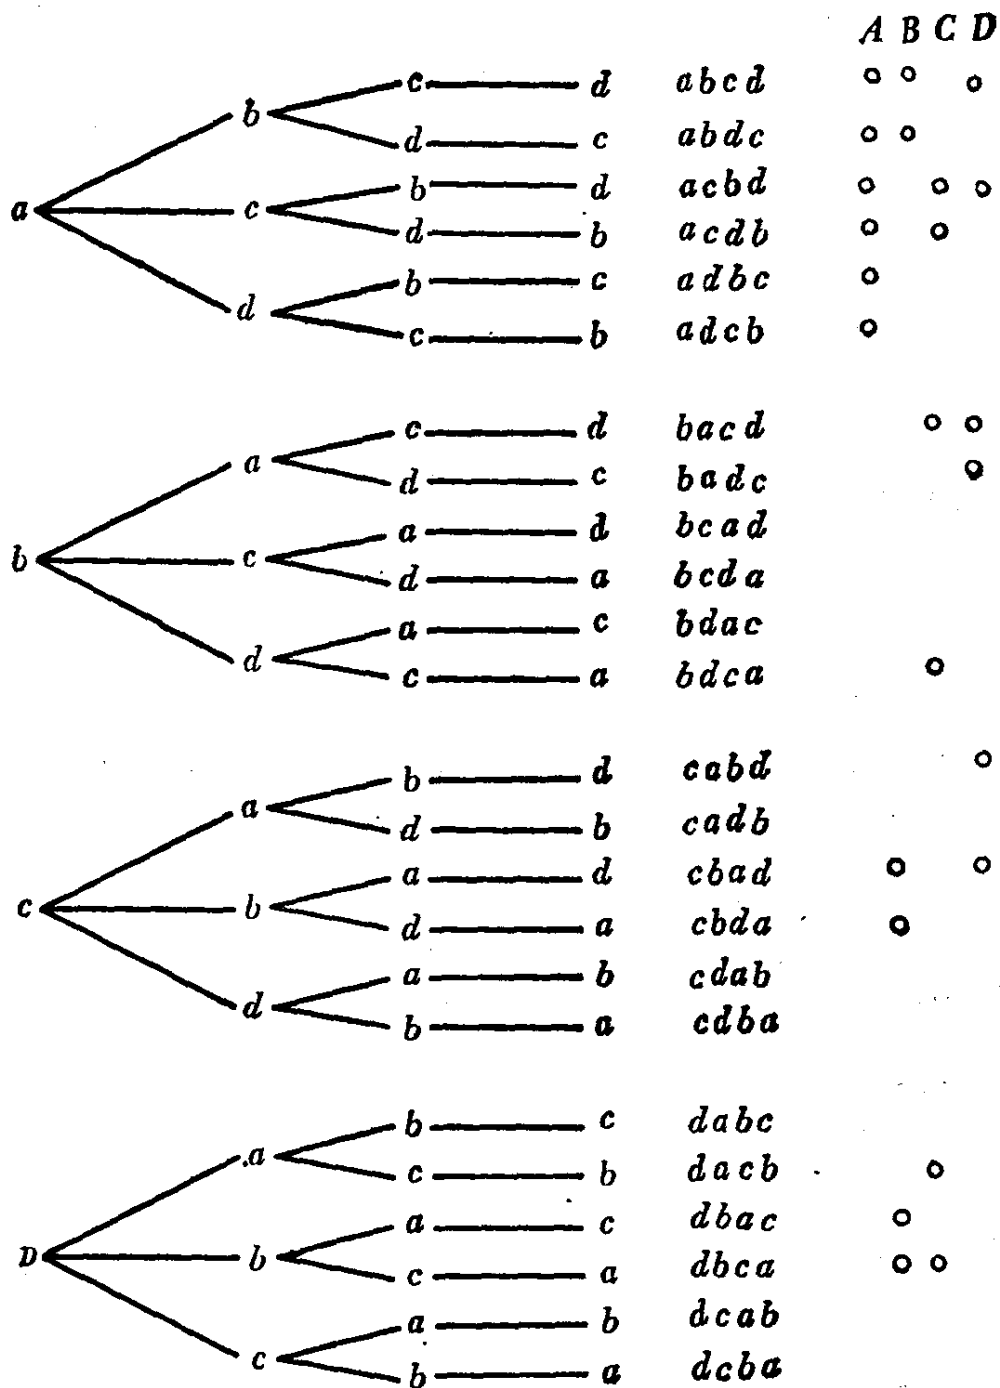 A B C D
c d abcd
b
d c abdc
b d acbd
a c
d b acdb
b c adbc
d
c b adcb
c d bacd
a
d c badc
a d bcad
b c
d a bcda
a c bdac
d
c a bdca
b d cabd
a
d b cadb
a d cbad
c b
d a cbda
a b cdab
d
b a cdba
b c dabc
a
c b dacb
a c dbac
D b
c a dbca
a b dcab
c
b a dcba